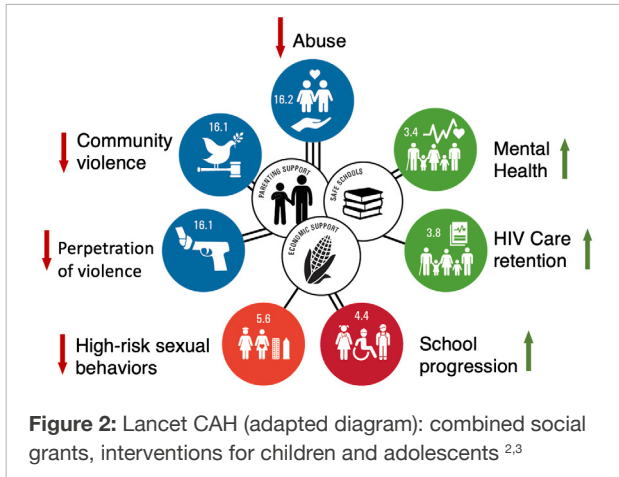 Abuse
16.2
16.1
Community
violence
3.4
Mental
Health
PARENTING SUPPORT
SAFE SCHOOLS
16.1
Perpetration
of violence
ECONOMIC SUPPORT
3.8
HIV Care
retention
5.6
High-risk sexual
behaviors
4.4
School
progression
Figure 2: Lancet CAH (adapted diagram): combined social
grants, interventions for children and adolescents 2,3